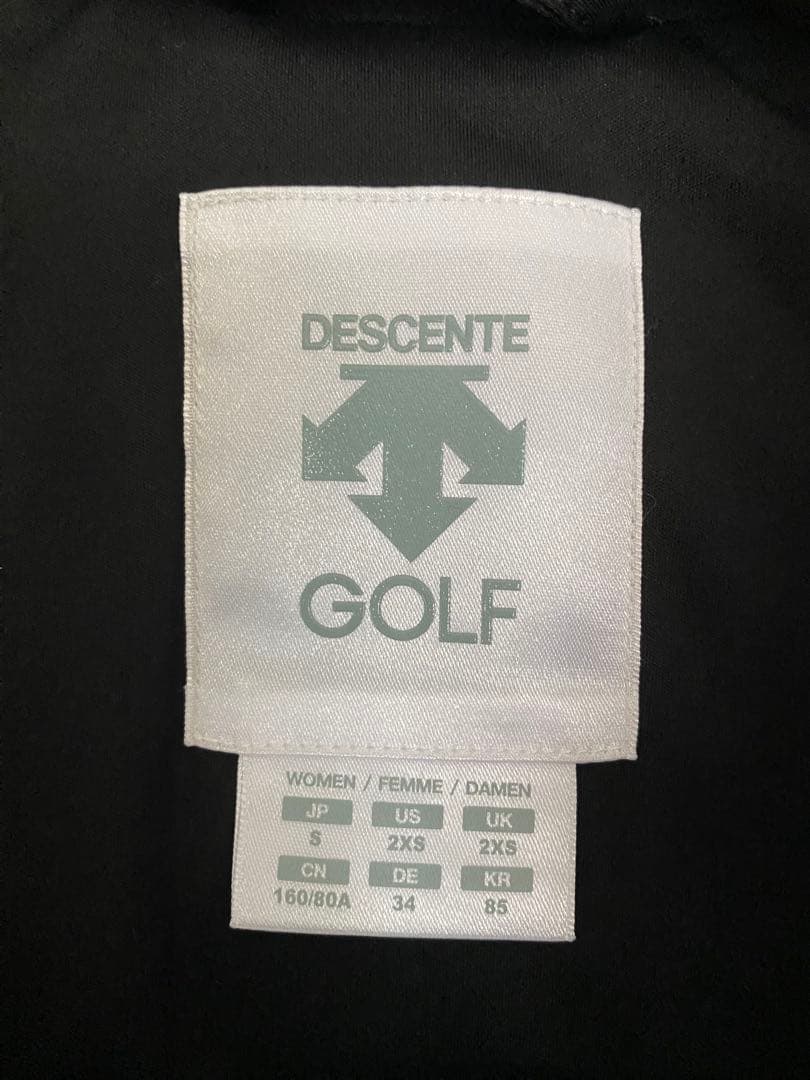 DESCENTE
GOLF
WOMEN / FEMME / DAMEN
JP US UK
S 2XS 2XS
CN DE KR
160/80A 34 85